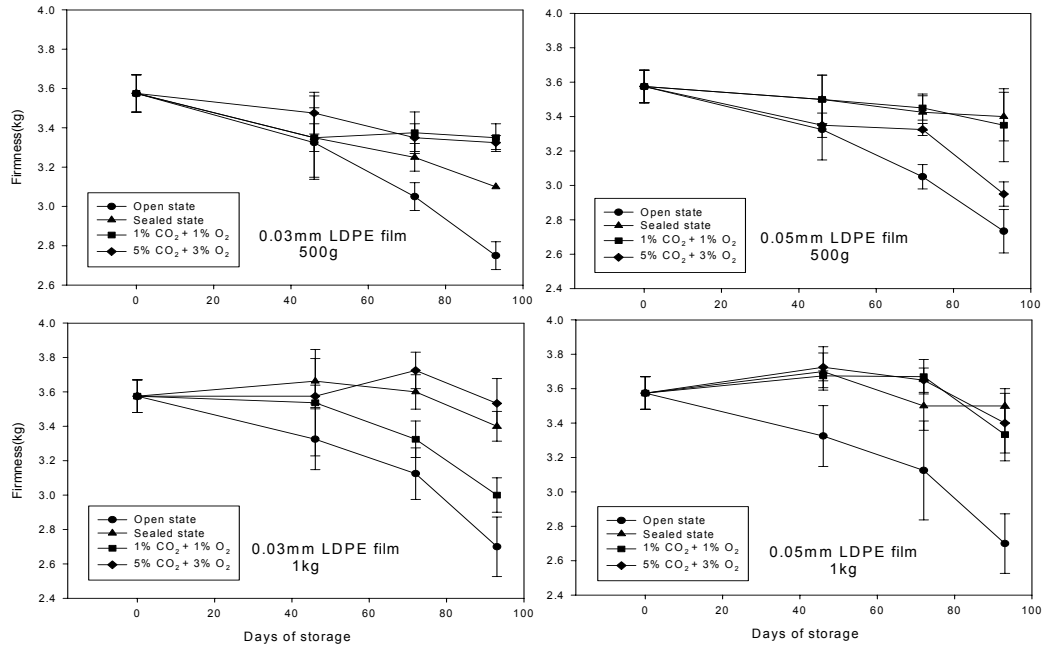 4.0
3.8
3.6
3.4
3.2
3.0
2.8
2.6
Firmness(kg)
Open state
Sealed state
1% CO₂ + 1% O₂
5% CO₂ + 3% O₂
0.03mm LDPE film
500g
0 20 40 60 80 100
4.0
3.8
3.6
3.4
3.2
3.0
2.8
2.6
2.4
Open state
Sealed state
1% CO₂ + 1% O₂
5% CO₂ + 3% O₂
0.05mm LDPE film
500g
0 20 40 60 80 100
4.0
3.8
3.6
3.4
3.2
3.0
2.8
2.6
2.4
Firmness(kg)
Open state
Sealed state
1% CO₂ + 1% O₂
5% CO₂ + 3% O₂
0.03mm LDPE film
1kg
0 20 40 60 80 100
Days of storage
4.0
3.8
3.6
3.4
3.2
3.0
2.8
2.6
2.4
Open state
Sealed state
1% CO₂ + 1% O₂
5% CO₂ + 3% O₂
0.05mm LDPE film
1kg
0 20 40 60 80 100
Days of storage